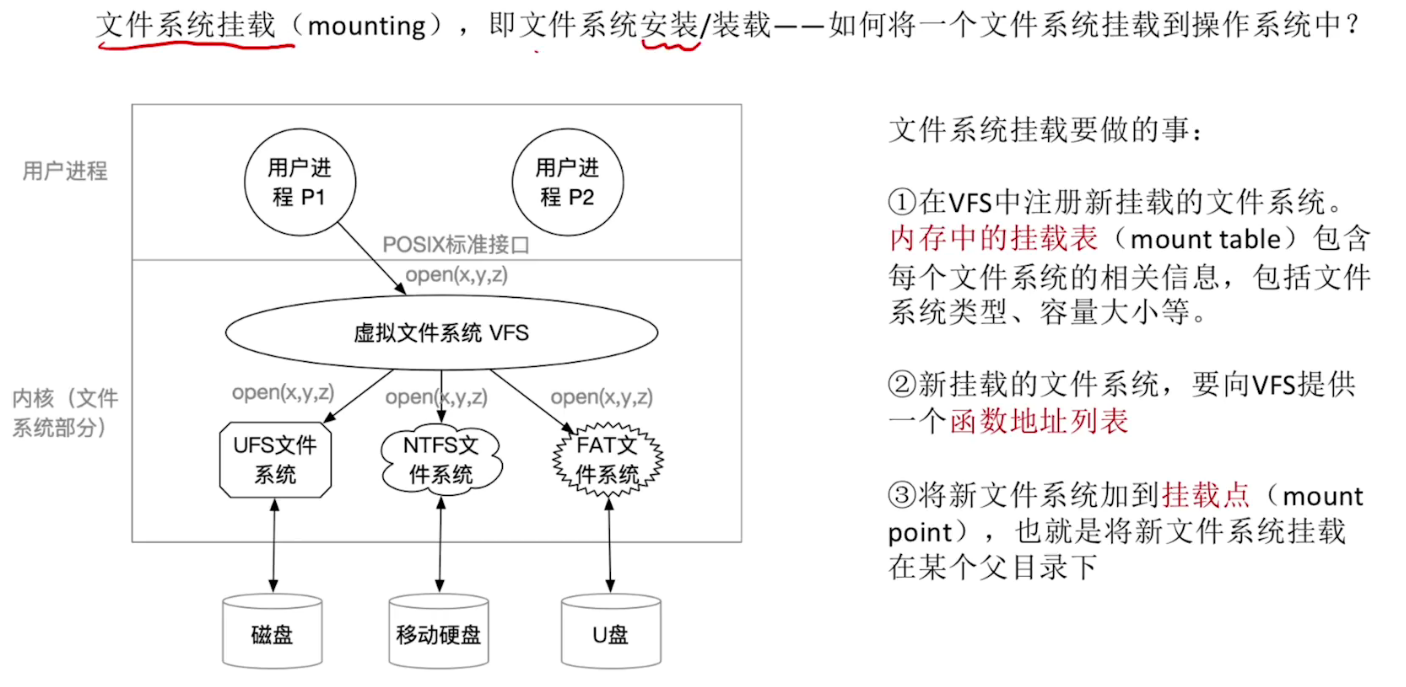 文件系统挂载（mounting），即文件系统安装/装载——如何将一个文件系统挂载到操作系统中？
用户进程
用户进
程 P1
用户进
程 P2
POSIX标准接口
open(x,y,z)
虚拟文件系统 VFS
内核（文件
系统部分）
open(x,y,z)
open(x,y,z)
open(x,y,z)
UFS文件
系统
NTFS文
件系统
FAT文
件系统
磁盘
移动硬盘
U盘
文件系统挂载要做的事：
①在VFS中注册新挂载的文件系统。
内存中的挂载表（mount table）包含
每个文件系统的相关信息，包括文件
系统类型、容量大小等。
②新挂载的文件系统，要向VFS提供
一个函数地址列表
③将新文件系统加到挂载点（mount
point），也就是将新文件系统挂载
在某个父目录下